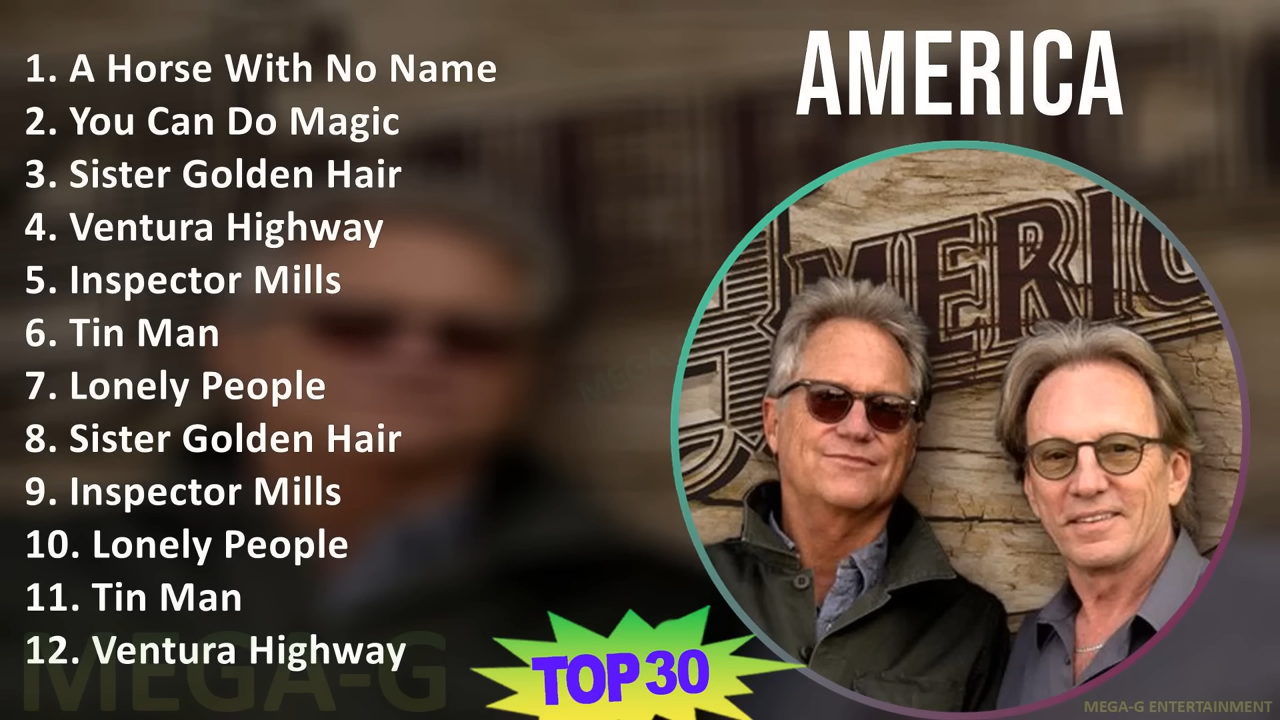 1. A Horse With No Name
2. You Can Do Magic
3. Sister Golden Hair
4. Ventura Highway
5. Inspector Mills
6. Tin Man
7. Lonely People
8. Sister Golden Hair
9. Inspector Mills
10. Lonely People
11. Tin Man
12. Ventura Highway
AMERICA
MERIC
TOP 30
MEGA-G
MEGA-G ENTERTAINMENT